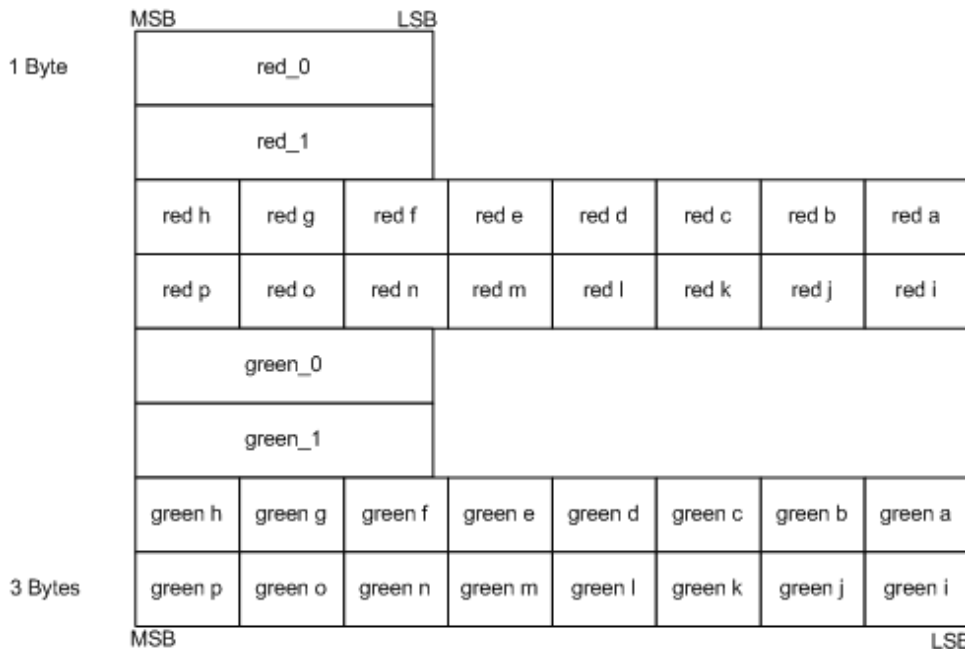 MSB LSB
1 Byte red_0
red_1
red h red g red f red e red d red c red b red a
red p red o red n red m red l red k red j red i
green_0
green_1
green h green g green f green e green d green c green b green a
3 Bytes green p green o green n green m green l green k green j green i
MSB LSB